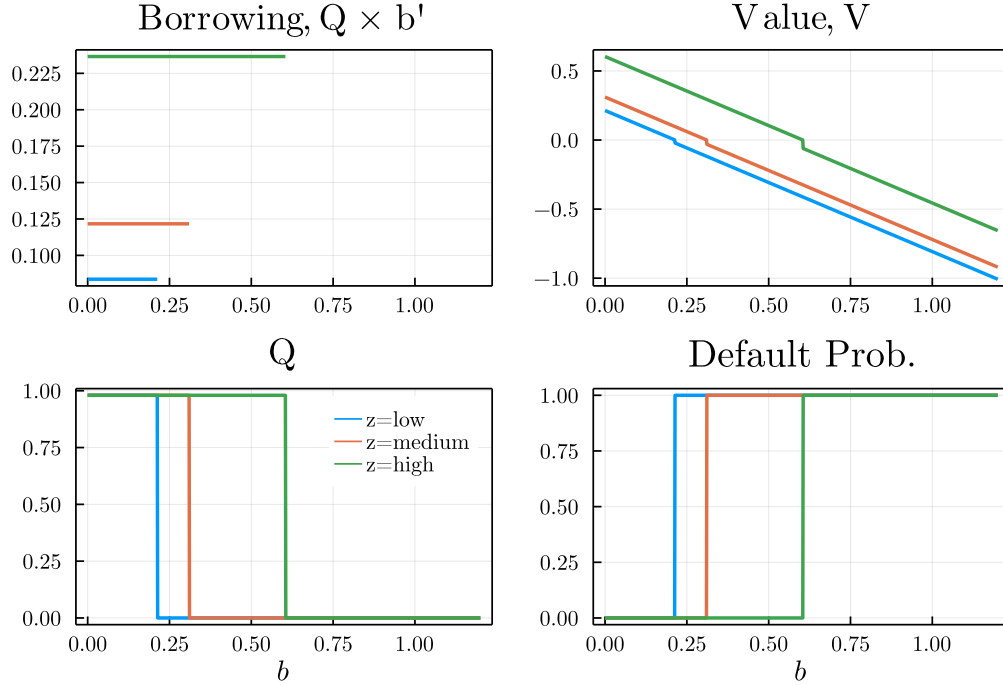 Borrowing, Q × b'
0.225
0.200
0.175
0.150
0.125
0.100
0.00 0.25 0.50 0.75 1.00
Value, V
0.5
0.0
−0.5
−1.0
0.00 0.25 0.50 0.75 1.00
Q
1.00
0.75
0.50
0.25
0.00
z=low
z=medium
z=high
0.00 0.25 0.50 0.75 1.00
b
Default Prob.
1.00
0.75
0.50
0.25
0.00
0.00 0.25 0.50 0.75 1.00
b